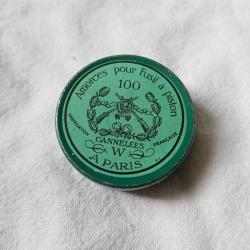 Amorces pour fusil à piston
100
CANNELÉES
W
FABRICATION FRANÇAISE
A PARIS